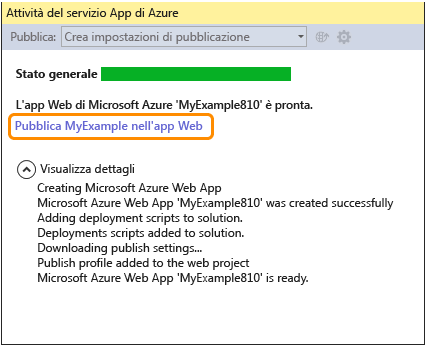 Attività del servizio App di Azure
Pubblica: Crea impostazioni di pubblicazione
Stato generale
L'app Web di Microsoft Azure 'MyExample810' è pronta.
Pubblica MyExample nell'app Web
Visualizza dettagli
Creating Microsoft Azure Web App
Microsoft Azure Web App 'MyExample810' was created successfully
Adding deployment scripts to solution.
Deployments scripts added to solution.
Downloading publish settings...
Publish profile added to the web project
Microsoft Azure Web App 'MyExample810' is ready.